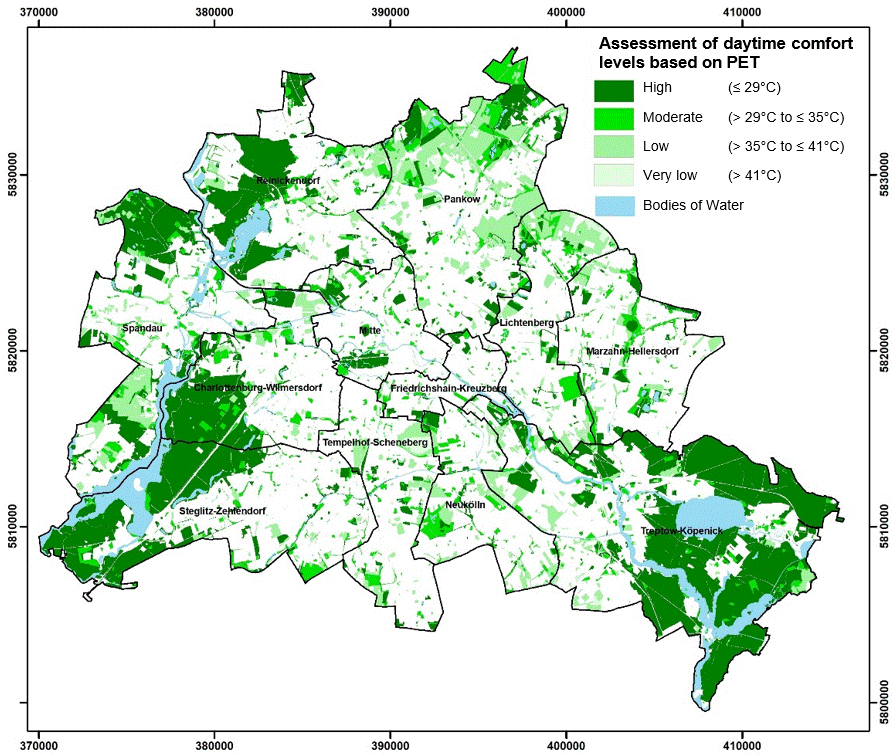 370000 380000 390000 400000 410000
Assessment of daytime comfort
levels based on PET
High (≤ 29°C)
Moderate (> 29°C to ≤ 35°C)
Low (> 35°C to ≤ 41°C)
Very low (> 41°C)
Bodies of Water
5830000 5830000
Reinickendorf
Pankow
Spandau
Mitte
Lichtenberg
5820000 5820000
Marzahn-Hellersdorf
Charlottenburg-Wilmersdorf
Friedrichshain-Kreuzberg
Tempelhof-Scheneberg
Steglitz-Zehlendorf
Neukölln
5810000 5810000
Treptow-Köpenick
5800000 5800000
370000 380000 390000 400000 410000